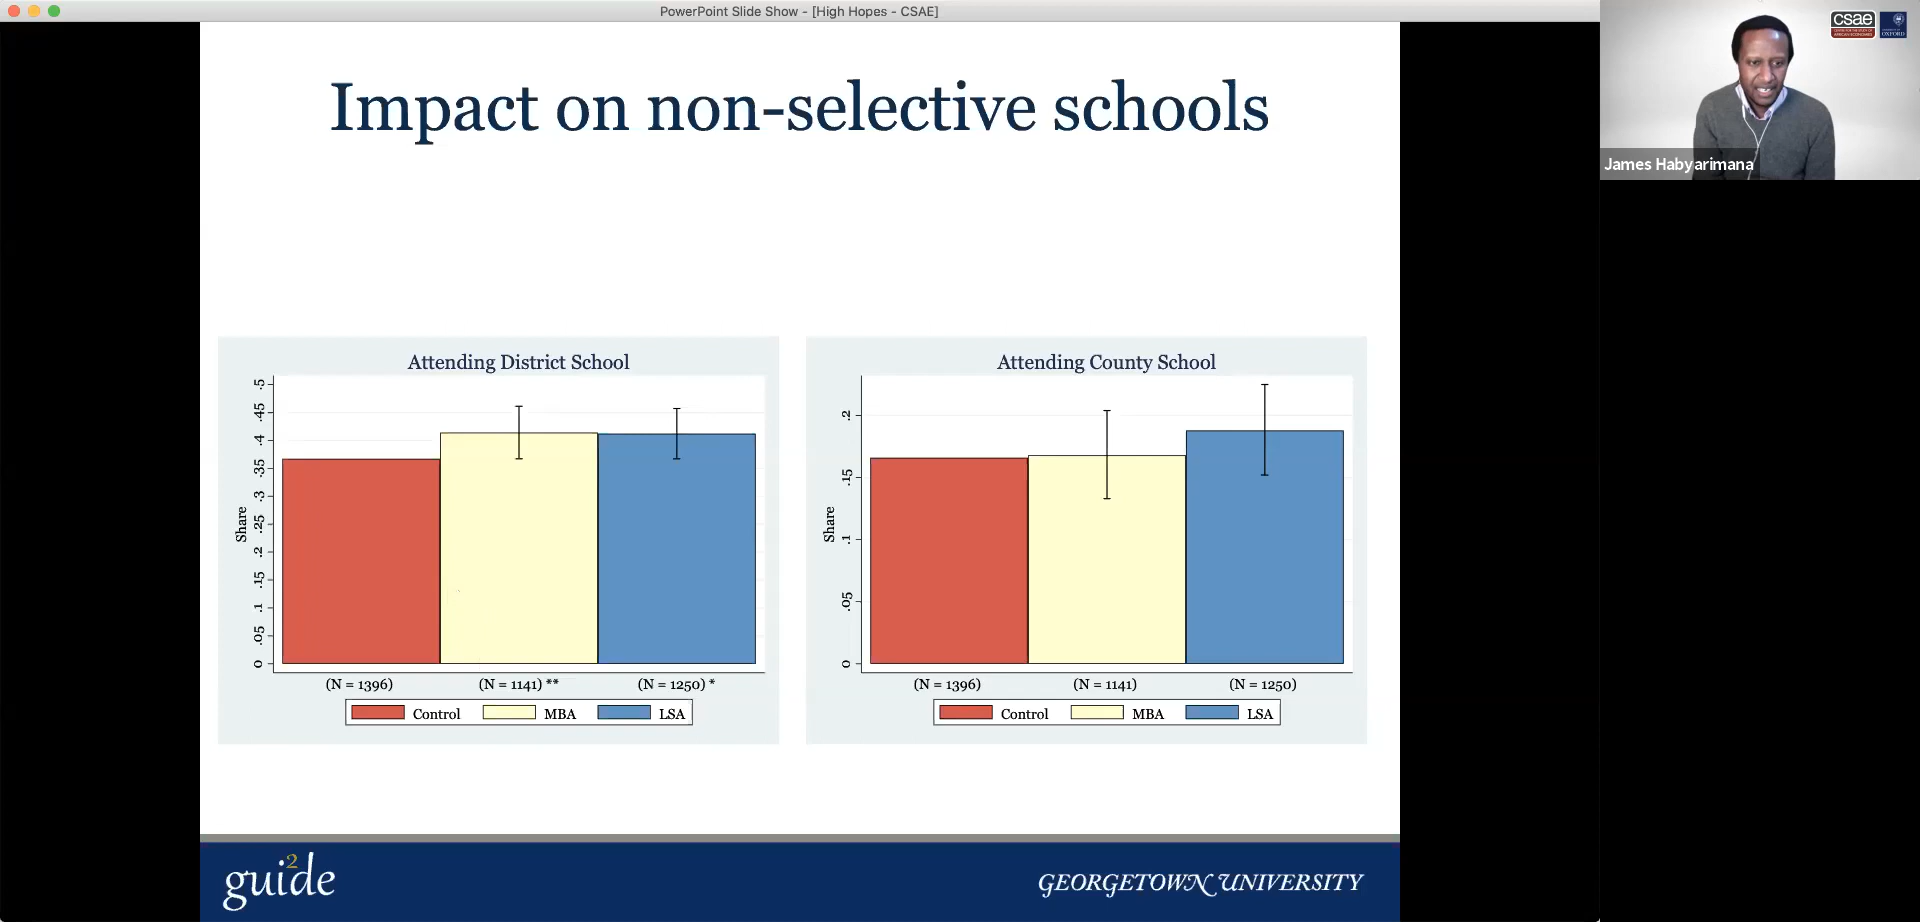 PowerPoint Slide Show - [High Hopes - CSAE]
Impact on non-selective schools
Attending District School
Share
.5
.45
.4
.35
.3
.25
.2
.15
.1
.05
0
(N = 1396)
(N = 1141) **
(N = 1250) *
Control
MBA
LSA
Attending County School
Share
.2
.15
.1
.05
0
(N = 1396)
(N = 1141)
(N = 1250)
Control
MBA
LSA
gui2de
GEORGETOWN UNIVERSITY
csae
OXFORD
James Habyarimana